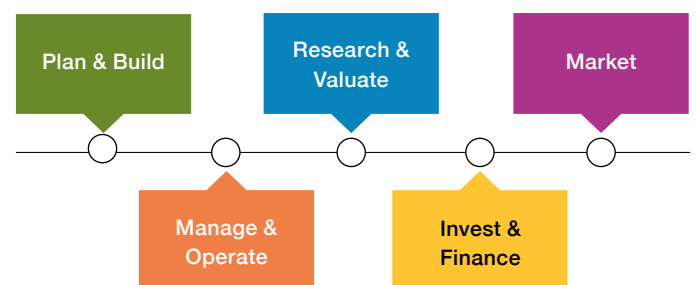 Plan & Build
Research &
Valuate
Market
Manage &
Operate
Invest &
Finance